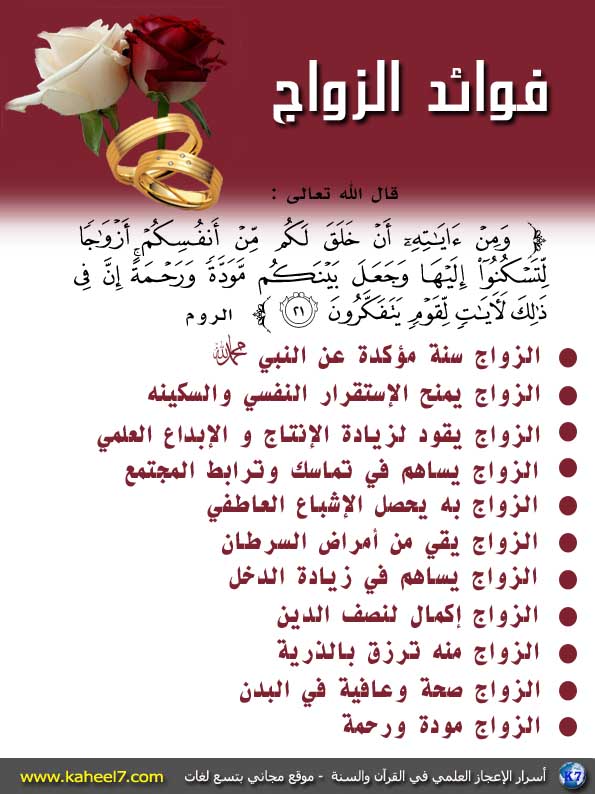 فوائد الزواج
قال الله تعالى :
﴿ وَمِنْ ءَايَٰتِهِۦٓ أَنْ خَلَقَ لَكُم مِّنْ أَنفُسِكُمْ أَزْوَٰجًا
لِّتَسْكُنُوٓا۟ إِلَيْهَا وَجَعَلَ بَيْنَكُم مَّوَدَّةً وَرَحْمَةً ۚ إِنَّ فِى
ذَٰلِكَ لَءَايَٰتٍ لِّقَوْمٍ يَتَفَكَّرُونَ ٢١ ﴾ الروم
● الزواج سنة مؤكدة عن النبي ﷺ
● الزواج يمنح الإستقرار النفسي والسكينه
● الزواج يقود لزيادة الإنتاج و الإبداع العلمي
● الزواج يساهم في تماسك وترابط المجتمع
● الزواج به يحصل الإشباع العاطفي
● الزواج يقي من أمراض السرطان
● الزواج يساهم في زيادة الدخل
● الزواج إكمال لنصف الدين
● الزواج منه ترزق بالذرية
● الزواج صحة وعافية في البدن
● الزواج مودة ورحمة
K7 أسرار الإعجاز العلمي في القرآن والسنة - موقع مجاني بتسع لغات www.kaheel7.com